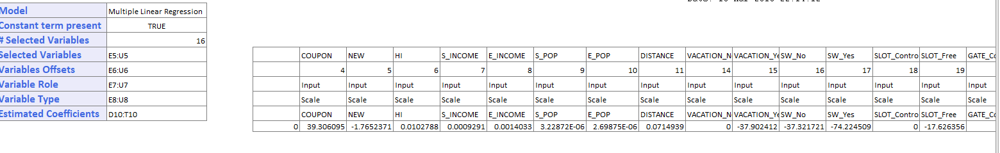 Model Multiple Linear Regression
Constant term present TRUE
# Selected Variables 16
Selected Variables E5:U5 COUPON NEW HI S_INCOME E_INCOME S_POP E_POP DISTANCE VACATION_N VACATION_Ye SW_No SW_Yes SLOT_Contro SLOT_Free GATE_Co
Variables Offsets E6:U6 4 5 6 7 8 9 10 11 14 15 16 17 18 19
Variable Role E7:U7 Input Input Input Input Input Input Input Input Input Input Input Input Input Input Input
Variable Type E8:U8 Scale Scale Scale Scale Scale Scale Scale Scale Scale Scale Scale Scale Scale Scale Scale
Estimated Coefficients D10:T10 COUPON NEW HI S_INCOME E_INCOME S_POP E_POP DISTANCE VACATION_N VACATION_Ye SW_No SW_Yes SLOT_Contro SLOT_Free GATE_Co
0 39.306095 -1.7652371 0.0102788 0.0009291 0.0014033 3.22872E-06 2.69875E-06 0.0714939 0 -37.902412 -37.321721 -74.224509 0 -17.626356